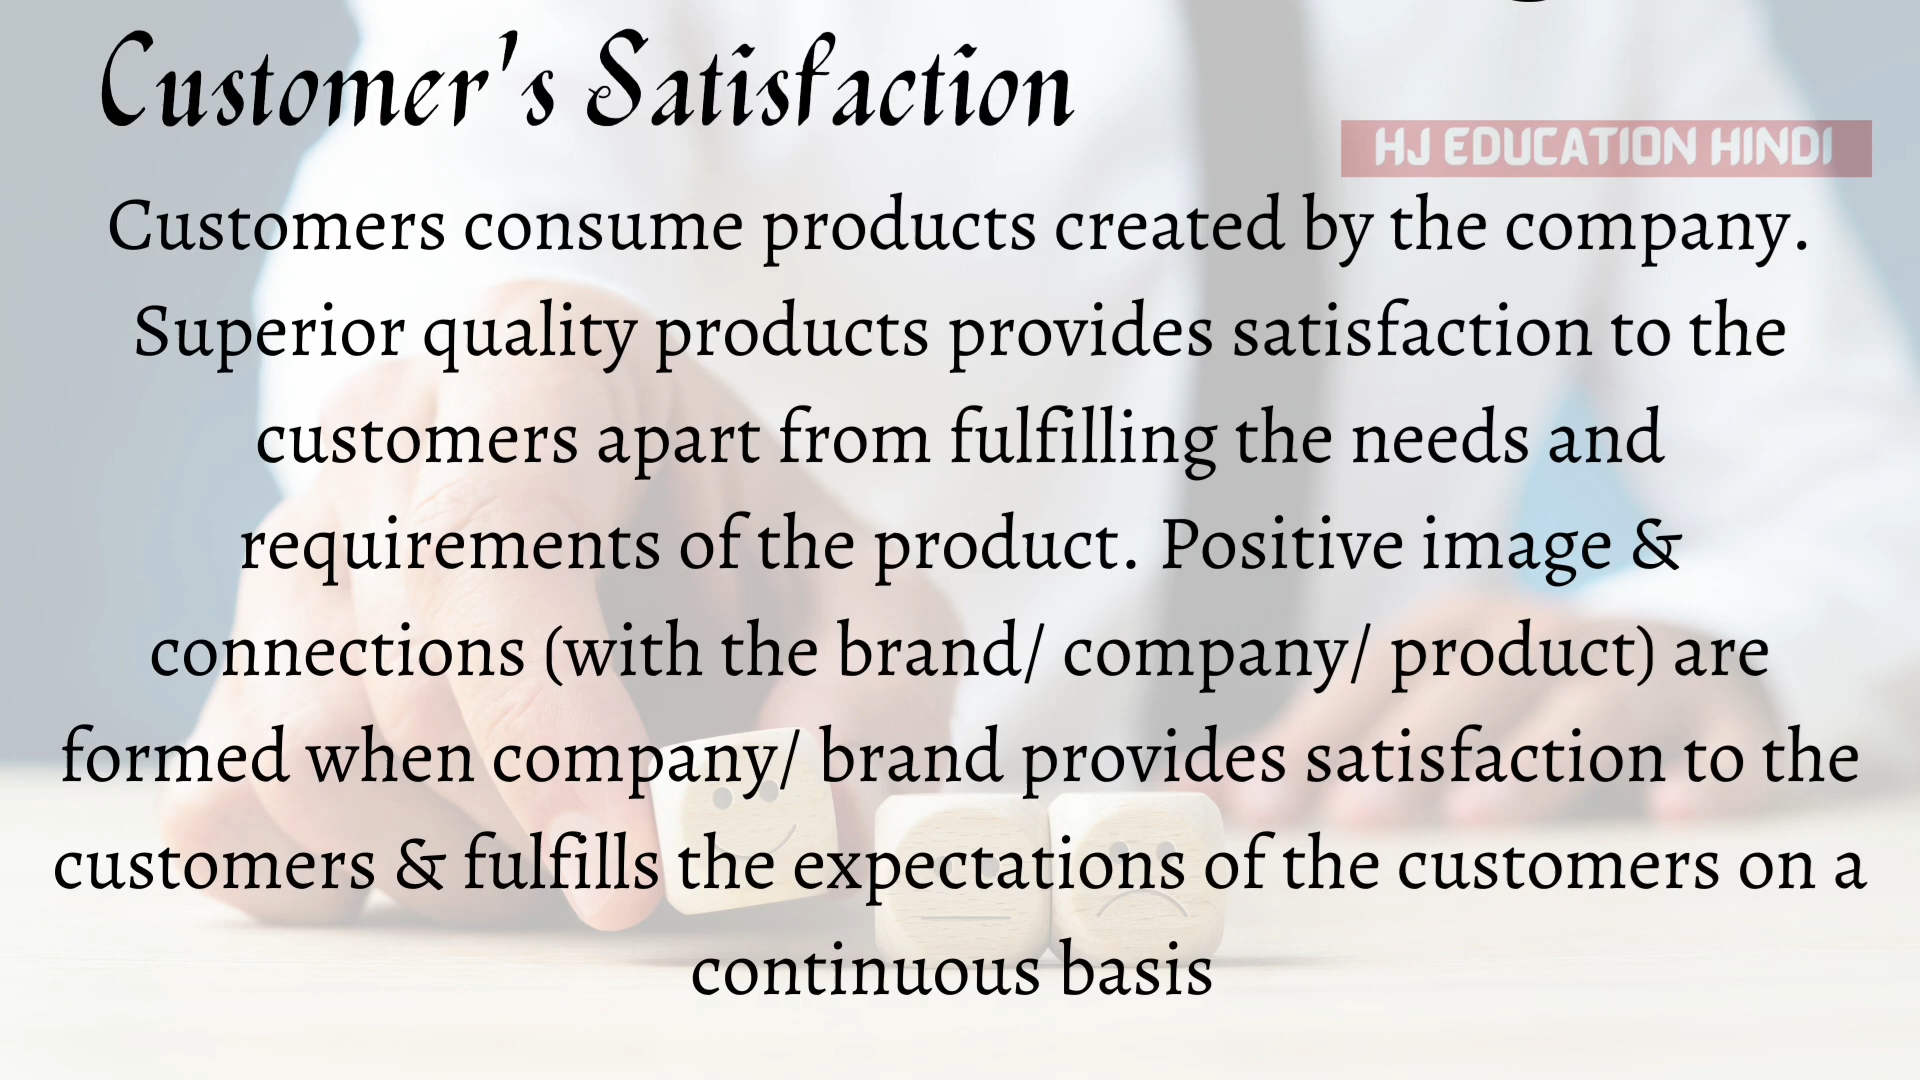 Customer's Satisfaction
HJ EDUCATION HINDI
Customers consume products created by the company.
Superior quality products provides satisfaction to the
customers apart from fulfilling the needs and
requirements of the product. Positive image &
connections (with the brand/ company/ product) are
formed when company/ brand provides satisfaction to the
customers & fulfills the expectations of the customers on a
continuous basis